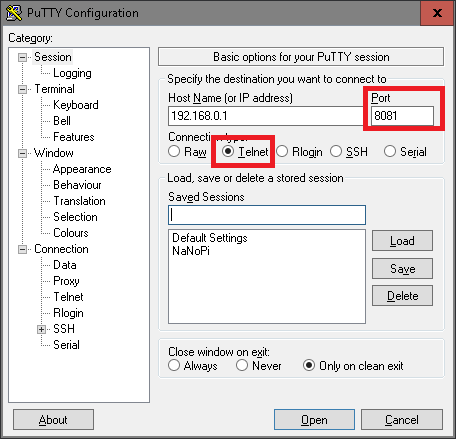 PuTTY Configuration
Category:
Session
Logging
Terminal
Keyboard
Bell
Features
Window
Appearance
Behaviour
Translation
Selection
Colours
Connection
Data
Proxy
Telnet
Rlogin
SSH
Serial
Basic options for your PuTTY session
Specify the destination you want to connect to
Host Name (or IP address) Port
192.168.0.1 8081
Connection type:
Raw Telnet Rlogin SSH Serial
Load, save or delete a stored session
Saved Sessions
Default Settings
NaNoPi
Load
Save
Delete
Close window on exit:
Always Never Only on clean exit
About Open Cancel